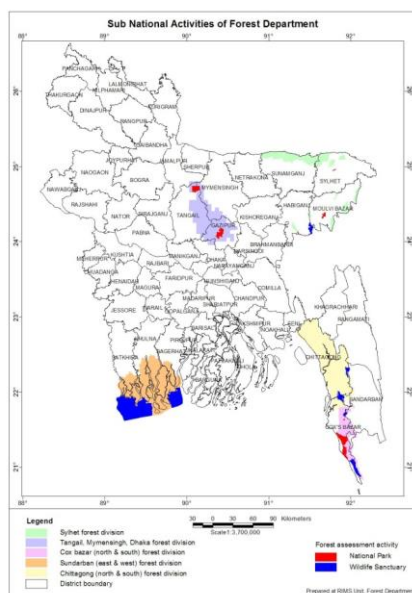 Sub National Activities of Forest Department
88
89
90
91
92
PANCHAGARH
LALMONIRHAT
NILPHAMARI
THAKURGAON
KURIGRAM
DINAJPUR
RANGPUR
GAIBANDHA
JOYPURHAT
JAMALPUR
SHERPUR
NAOGAON
BOGRA
MYMENSINGH
NETRAKONA
SUNAMGANJ
SYLHET
NAWABGANJ
RAJSHAHI
NATOR
SIRAJGANJ
TANGAIL
KISHOREGANJ
HABIGANJ
MOULVI BAZAR
PABNA
GAZIPUR
BRAHMANBARIA
NARSINGDI
MANIKGANJ
DHAKA
NARAYANGANJ
KUSHTIA
MEHERPUR
RAJBARI
CHUADANGA
FARIDPUR
MUNSHIGANJ
COMILLA
MAGURA
MADARIPUR
CHANDPUR
SHARIATPUR
KHAGRACHHARI
RANGAMATI
JESSORE
NARAIL
GOPALGANJ
LAKSHMIPUR
FENI
NOAKHALI
BARISAL
KHULNA
BAGERHAT
SATKHIRA
BHOLA
BARGUNA
CHITTAGONG
BANDARBAN
COX'S BAZAR
26
25
24
23
22
21
Legend
Sylhet forest division
Tangail, Mymensingh, Dhaka forest division
Cox bazar (north & south) forest division
Sundarban (east & west) forest division
Chittagong (north & south) forest division
District boundary
30 0 30 60 90 Kilometers
Scale1:3,700,000
Forest assessment activity
National Park
Wildlife Sanctuary
Prepared at RIMS Unit, Forest Department